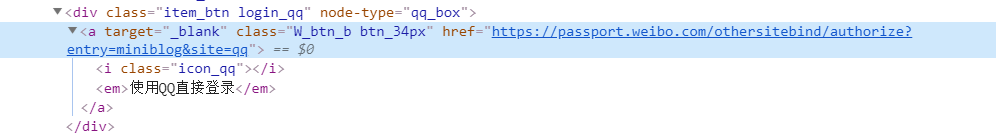 ▼<div class="item_btn login_qq" node-type="qq_box">
▼<a target="_blank" class="W_btn_b btn_34px" href="https://passport.weibo.com/othersitebind/authorize?
entry=miniblog&site=qq"> == $0
<i class="icon_qq"></i>
<em>使用QQ直接登录</em>
</a>
</div>